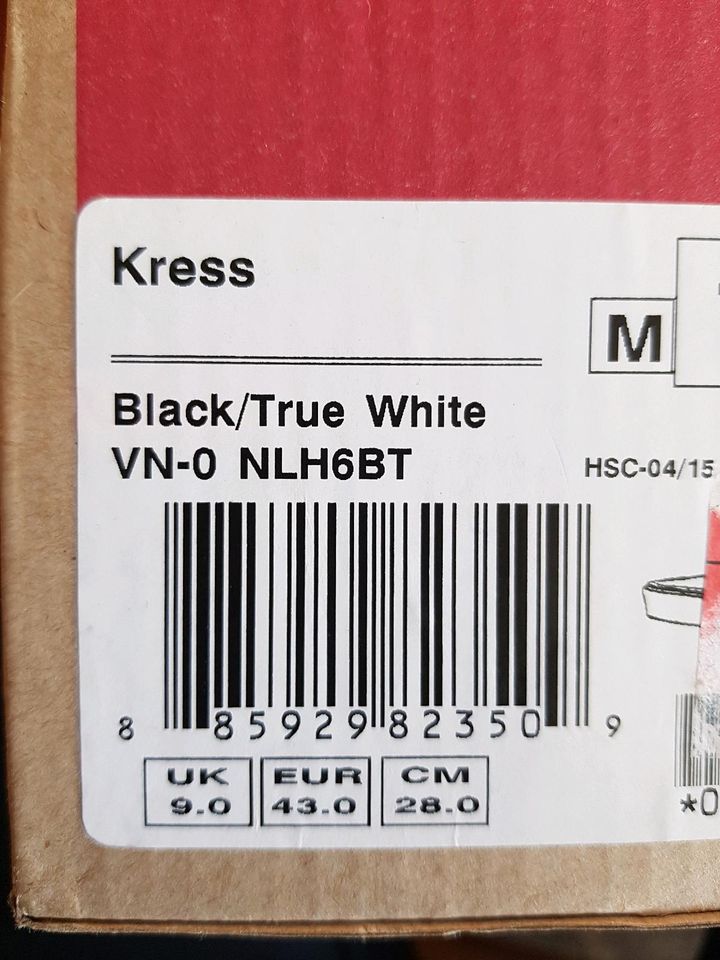 Kress
M
Black/True White
VN-0 NLH6BT
HSC-04/15
8 85929 82350 9
UK EUR CM
9.0 43.0 28.0
*0